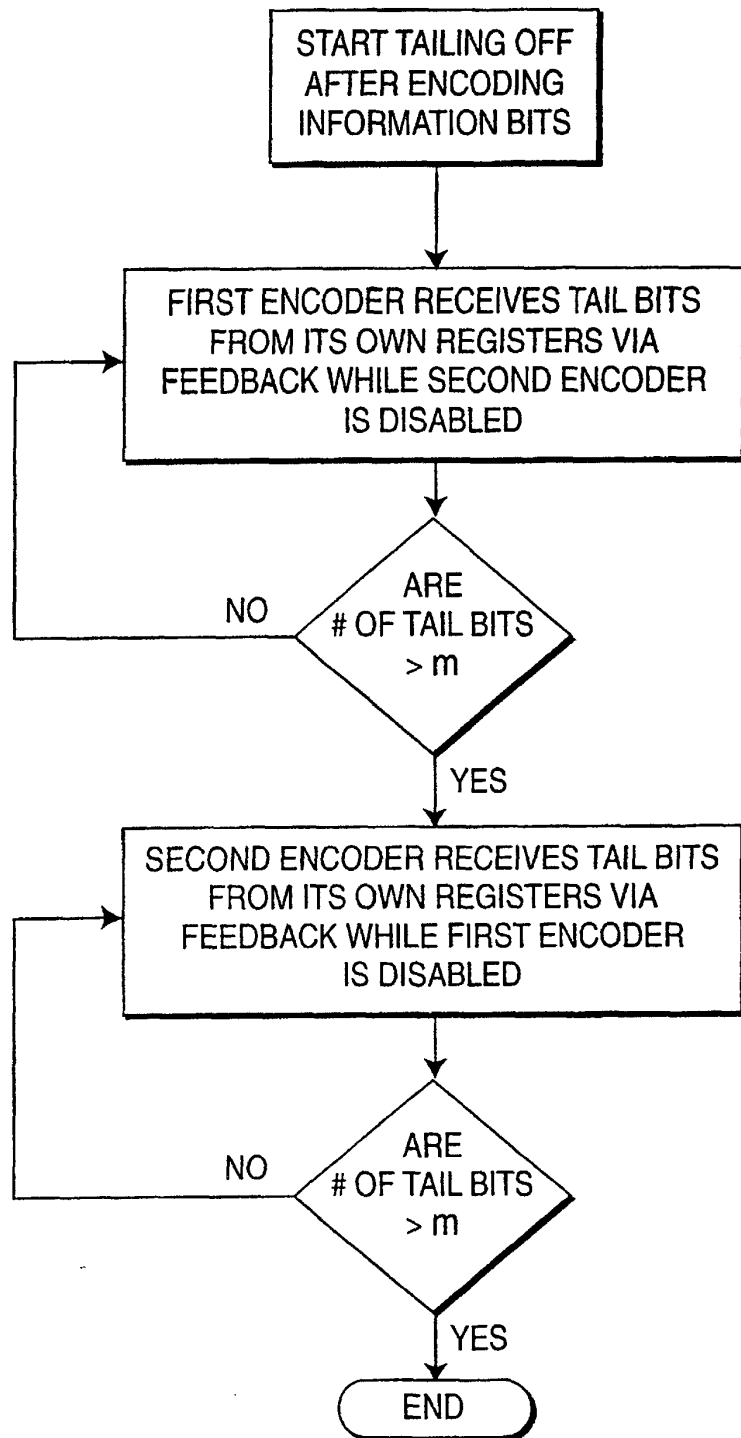 START TAILING OFF
AFTER ENCODING
INFORMATION BITS
FIRST ENCODER RECEIVES TAIL BITS
FROM ITS OWN REGISTERS VIA
FEEDBACK WHILE SECOND ENCODER
IS DISABLED
ARE
# OF TAIL BITS
> m
NO
YES
SECOND ENCODER RECEIVES TAIL BITS
FROM ITS OWN REGISTERS VIA
FEEDBACK WHILE FIRST ENCODER
IS DISABLED
ARE
# OF TAIL BITS
> m
NO
YES
END